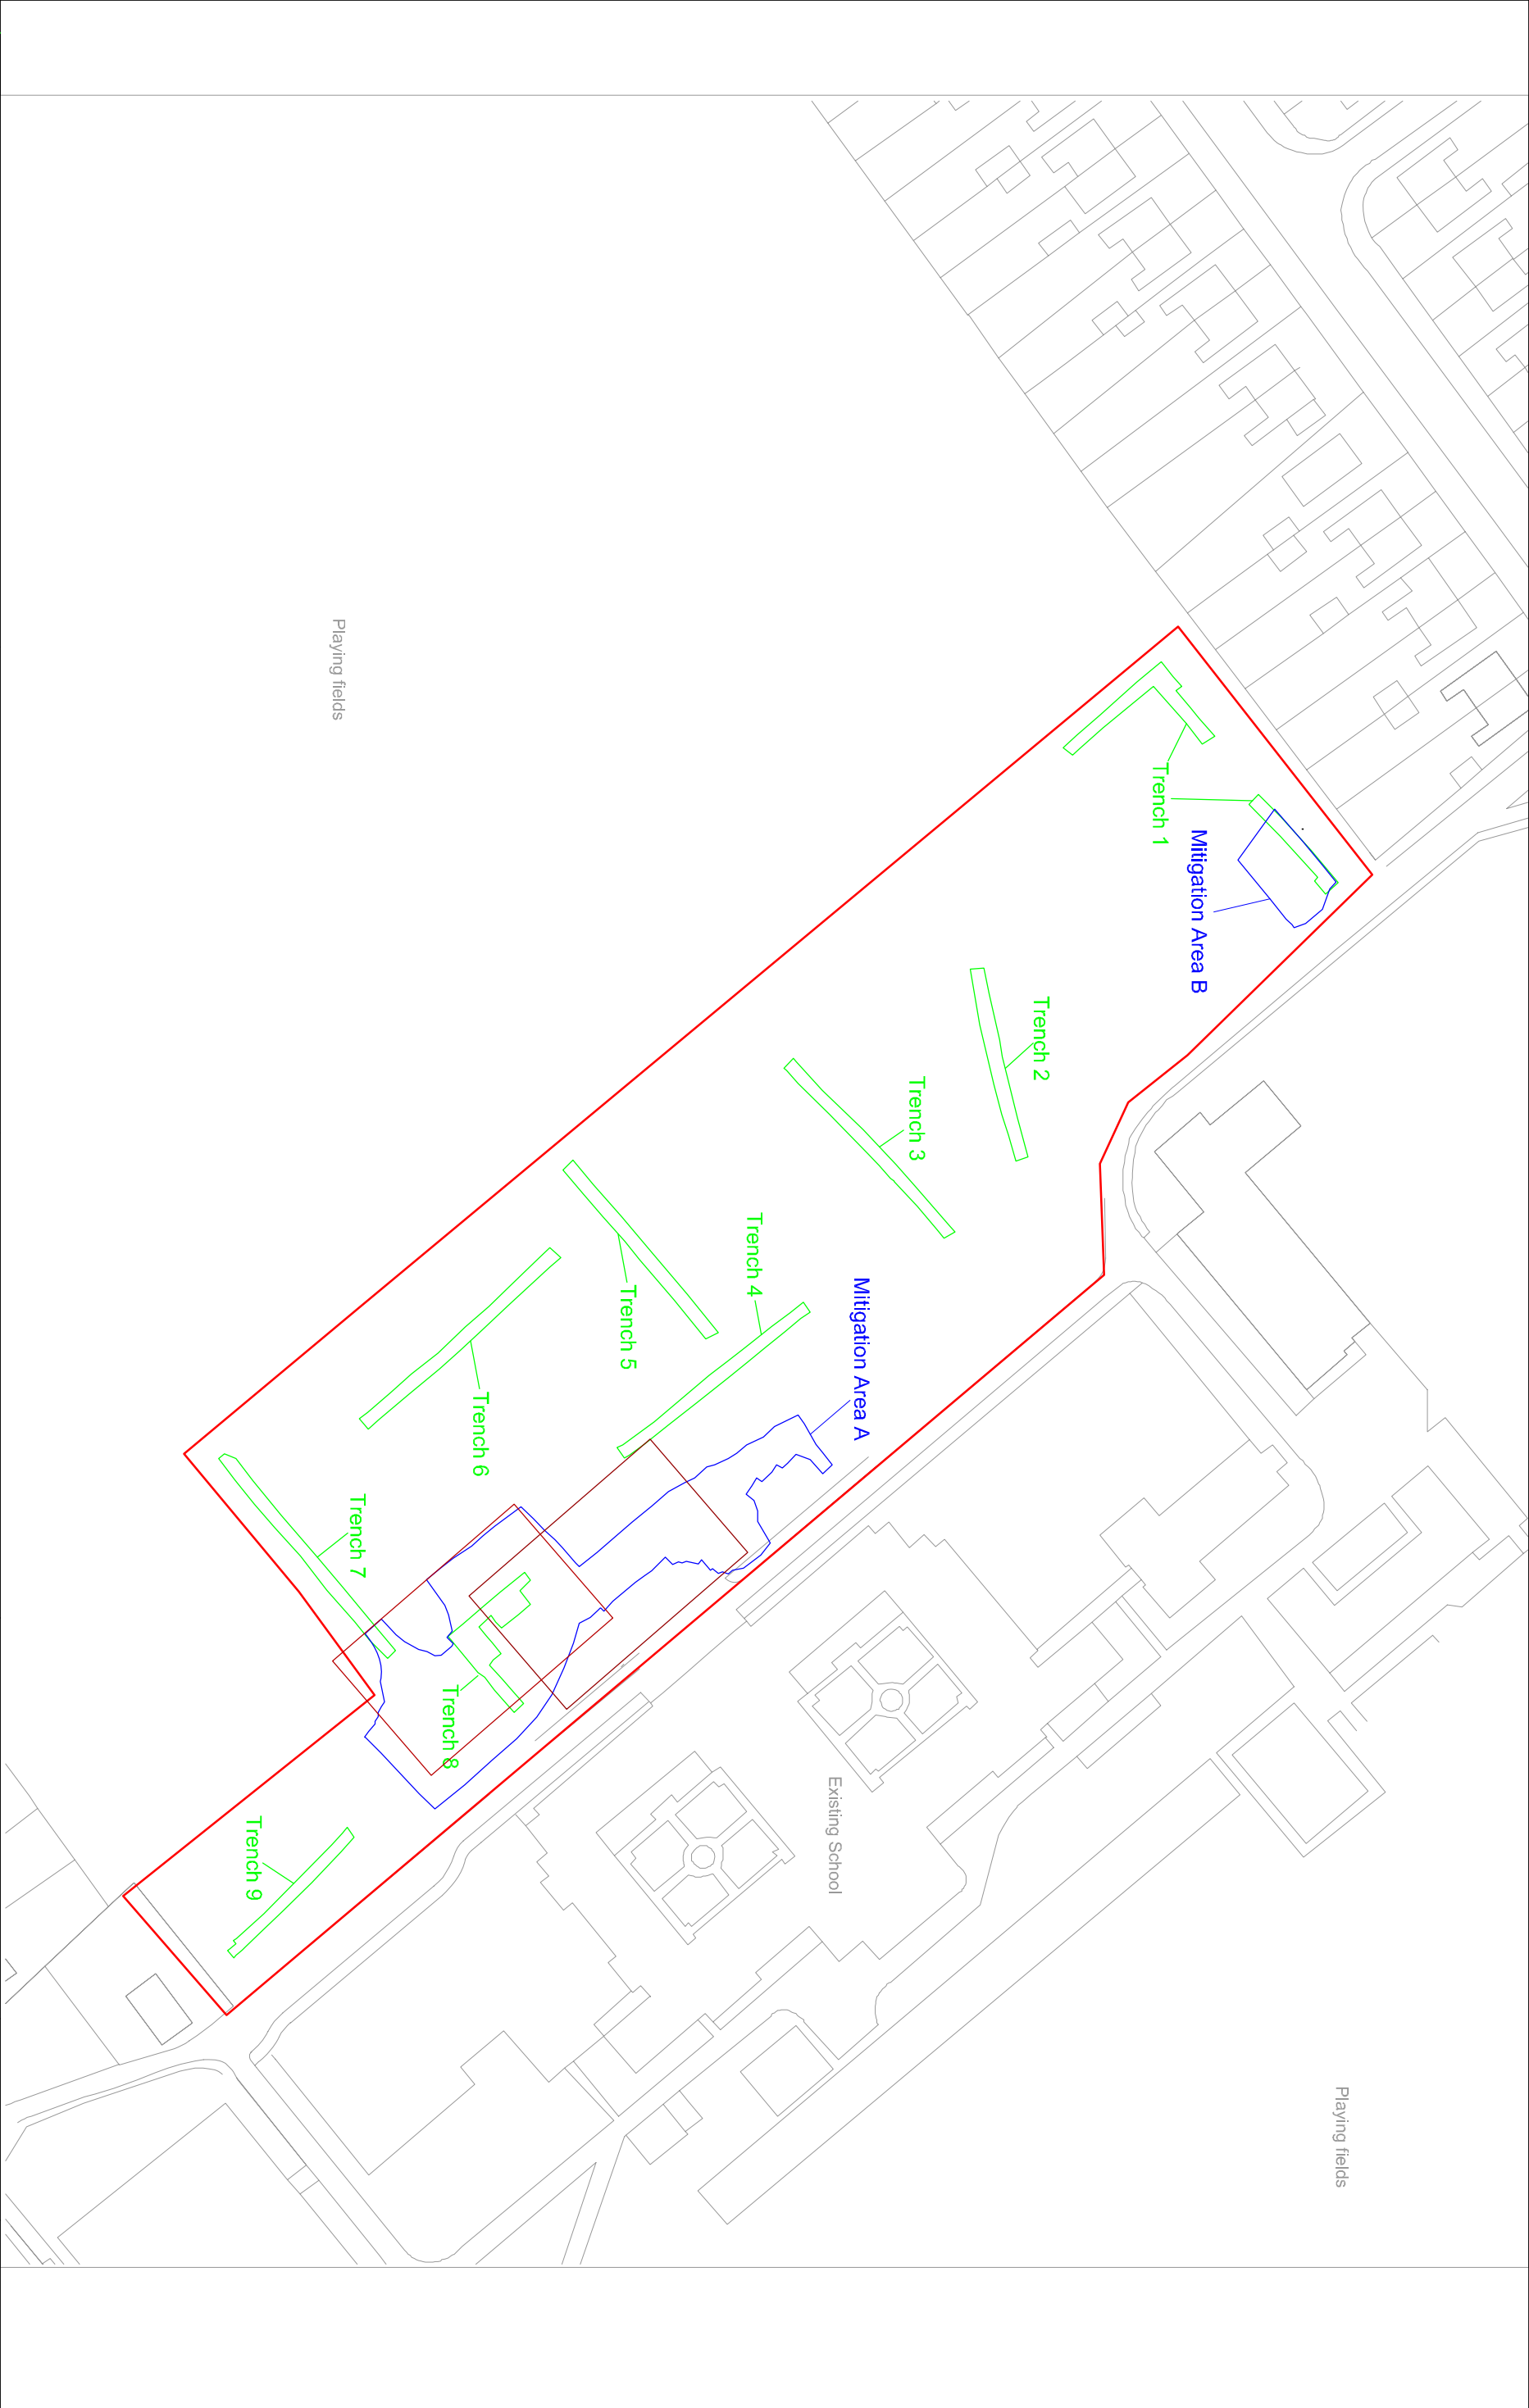 Playing fields
Trench 1
Mitigation Area B
Trench 2
Trench 3
Trench 4
Mitigation Area A
Trench 5
Trench 6
Trench 7
Trench 8
Trench 9
Existing School
Playing fields